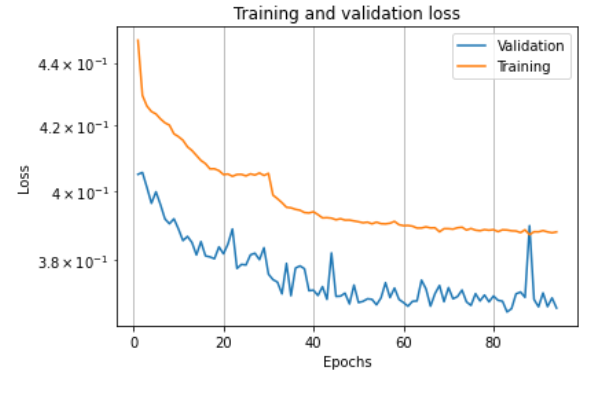 Training and validation loss
Validation
Training
4.4 × 10⁻¹
4.2 × 10⁻¹
4 × 10⁻¹
3.8 × 10⁻¹
Loss
0 20 40 60 80
Epochs